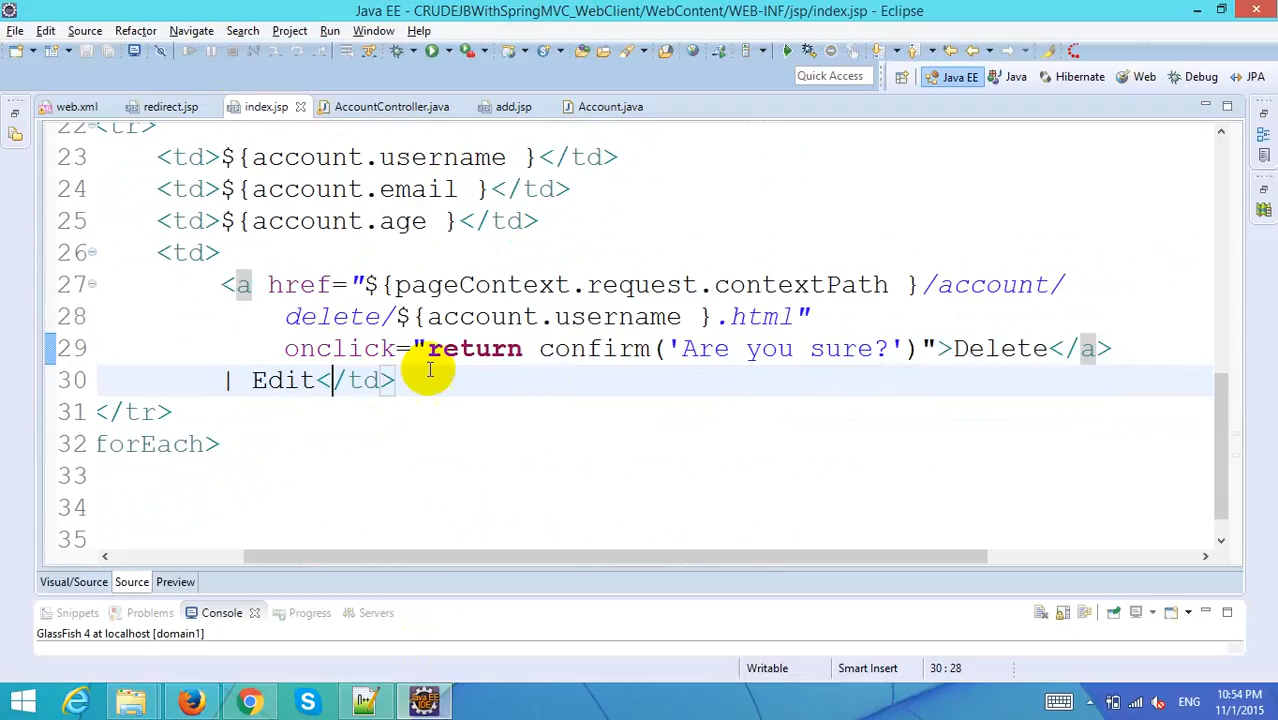 Java EE - CRUDEJBWithSpringMVC_WebClient/WebContent/WEB-INF/jsp/index.jsp - Eclipse
File Edit Source Refactor Navigate Search Project Run Window Help
Quick Access Java EE Java Hibernate Web Debug JPA
web.xml redirect.jsp index.jsp AccountController.java add.jsp Account.java
22 <tr>
23 <td>${account.username }</td>
24 <td>${account.email }</td>
25 <td>${account.age }</td>
26 <td>
27 <a href="${pageContext.request.contextPath }/account/
28 delete/${account.username }.html"
29 onclick="return confirm('Are you sure?')">Delete</a>
30 | Edit</td>
31 </tr>
32 forEach>
33
34
35
Visual/Source Source Preview
Snippets Problems Console Progress Servers
GlassFish 4 at localhost [domain1]
Writable Smart Insert 30 : 28
ENG 10:54 PM
11/1/2015